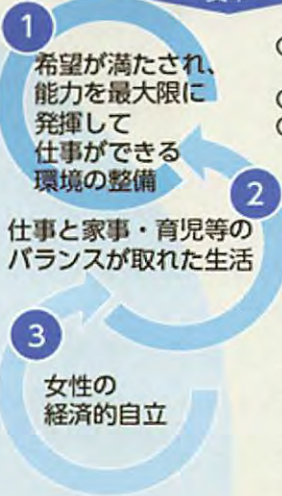 1
希望が満たされ、
能力を最大限に
発揮して
仕事ができる
環境の整備
2
仕事と家事・育児等の
バランスが取れた生活
3
女性の
経済的自立